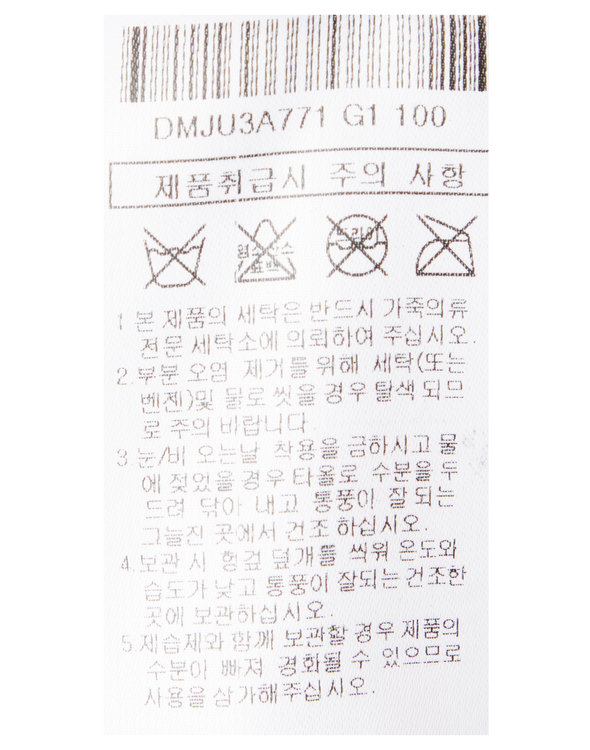 DMJU3A771 G1 100
제품취급시 주의 사항
염소산소
표백
드라이
1 본 제품의 세탁은 반드시 가죽의류
전문 세탁소에 의뢰하여 주십시오.
2.부분 오염 제거를위해 세탁(또는
벤젠)및 물로 씻을 경우 탈색 되므
로 주의 바랍니다.
3.눈/비 오는날 착용을 금하시고 물
에 젖었을 경우 타올로 수분을 두
드려 닦아 내고 통풍이 잘 되는
그늘진 곳에서 건조 하십시오.
4.보관 시 헝겊 덮개를 씌워 온도와
습도가 낮고 통풍이 잘되는 건조한
곳에 보관하십시오.
5.제습제와 함께 보관할 경우 제품의
수분이 빠져 경화될 수 있으므로
사용을 삼가해주십시오.